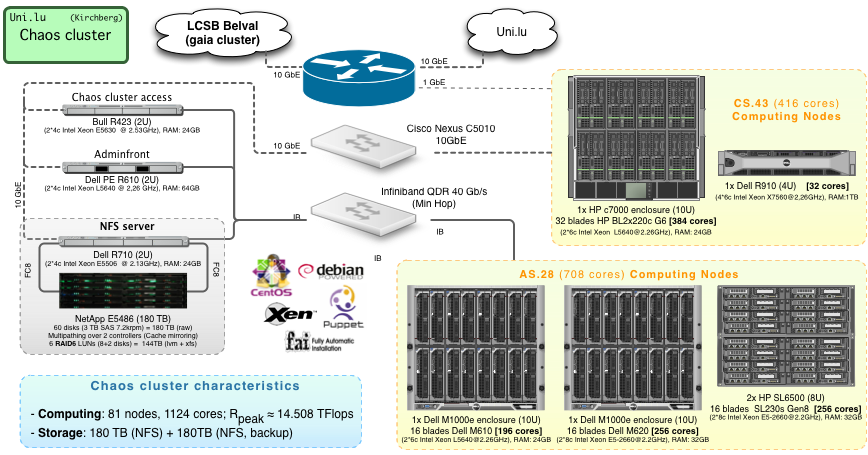 Uni.lu (Kirchberg)
Chaos cluster
LCSB Belval
(gaia cluster)
Uni.lu
10 GbE
10 GbE
1 GbE
Chaos cluster access
Bull R423 (2U)
(2*4c Intel Xeon E5630 @ 2.53GHz), RAM: 24GB
Adminfront
Dell PE R610 (2U)
(2*4c Intel Xeon L5640 @ 2,26 GHz), RAM: 64GB
10 GbE
NFS server
Dell R710 (2U)
(2*4c Intel Xeon E5506 @ 2.13GHz), RAM: 24GB
FC8
FC8
NetApp E5486 (180 TB)
60 disks (3 TB SAS 7.2krpm) = 180 TB (raw)
Multipathing over 2 controllers (Cache mirroring)
6 RAID6 LUNs (8+2 disks) = 144TB (lvm + xfs)
10 GbE
Cisco Nexus C5010
10GbE
Infiniband QDR 40 Gb/s
(Min Hop)
IB
IB
IB
CentOS
debian
POWERED
Xen
Puppet
fai Fully Automatic
Installation
CS.43 (416 cores)
Computing Nodes
1x HP c7000 enclosure (10U)
32 blades HP BL2x220c G6 [384 cores]
(2*6c Intel L5640@2.26GHz), RAM: 24GB
1x Dell R910 (4U) [32 cores]
(4*6c Intel Xeon X7560@2,26GHz), RAM:1TB
AS.28 (708 cores) Computing Nodes
1x Dell M1000e enclosure (10U)
16 blades Dell M610 [196 cores]
(2*6c Intel Xeon L5640@2.26GHz), RAM: 24GB
1x Dell M1000e enclosure (10U)
16 blades Dell M620 [256 cores]
(2*8c Intel Xeon E5-2660@2.2GHz), RAM: 32GB
2x HP SL6500 (8U)
16 blades SL230s Gen8 [256 cores]
(2*8c Intel Xeon E5-2660@2.2GHz), RAM: 32GB
Chaos cluster characteristics
- Computing: 81 nodes, 1124 cores; Rpeak ≈ 14.508 TFlops
- Storage: 180 TB (NFS) + 180TB (NFS, backup)